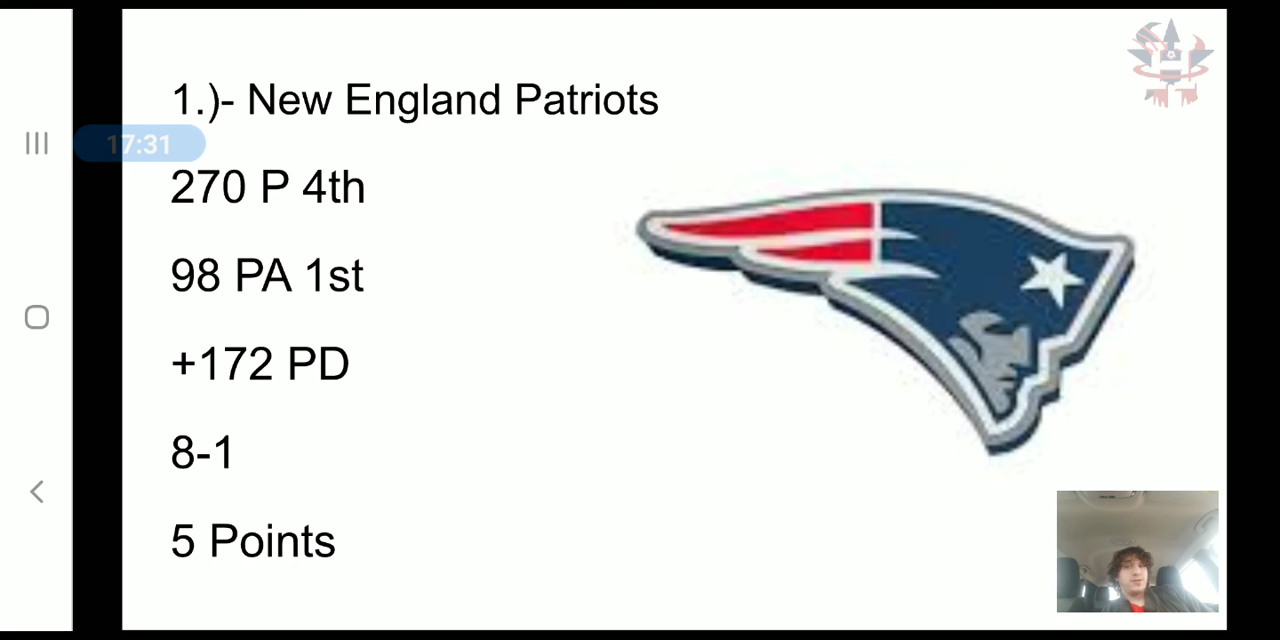 1.)- New England Patriots
17:31
270 P 4th
98 PA 1st
+172 PD
8-1
5 Points